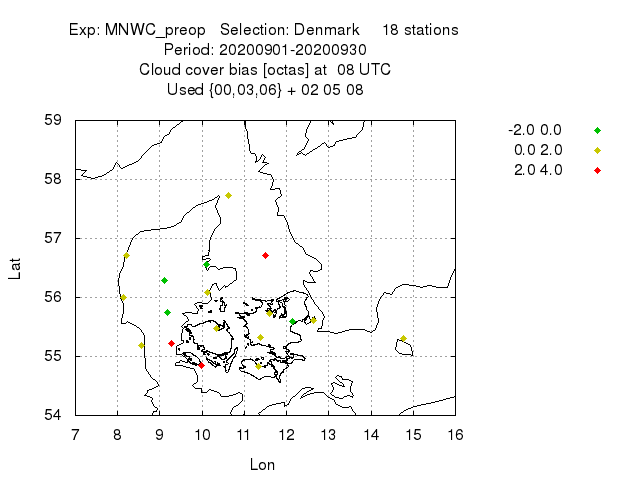 Exp: MNWC_preop   Selection: Denmark     18 stations
Period: 20200901-20200930
Cloud cover bias [octas] at  08 UTC
Used {00,03,06} + 02 05 08
59
58
57
56
55
54
7 8 9 10 11 12 13 14 15 16
Lat
Lon
-2.0 0.0
0.0 2.0
2.0 4.0